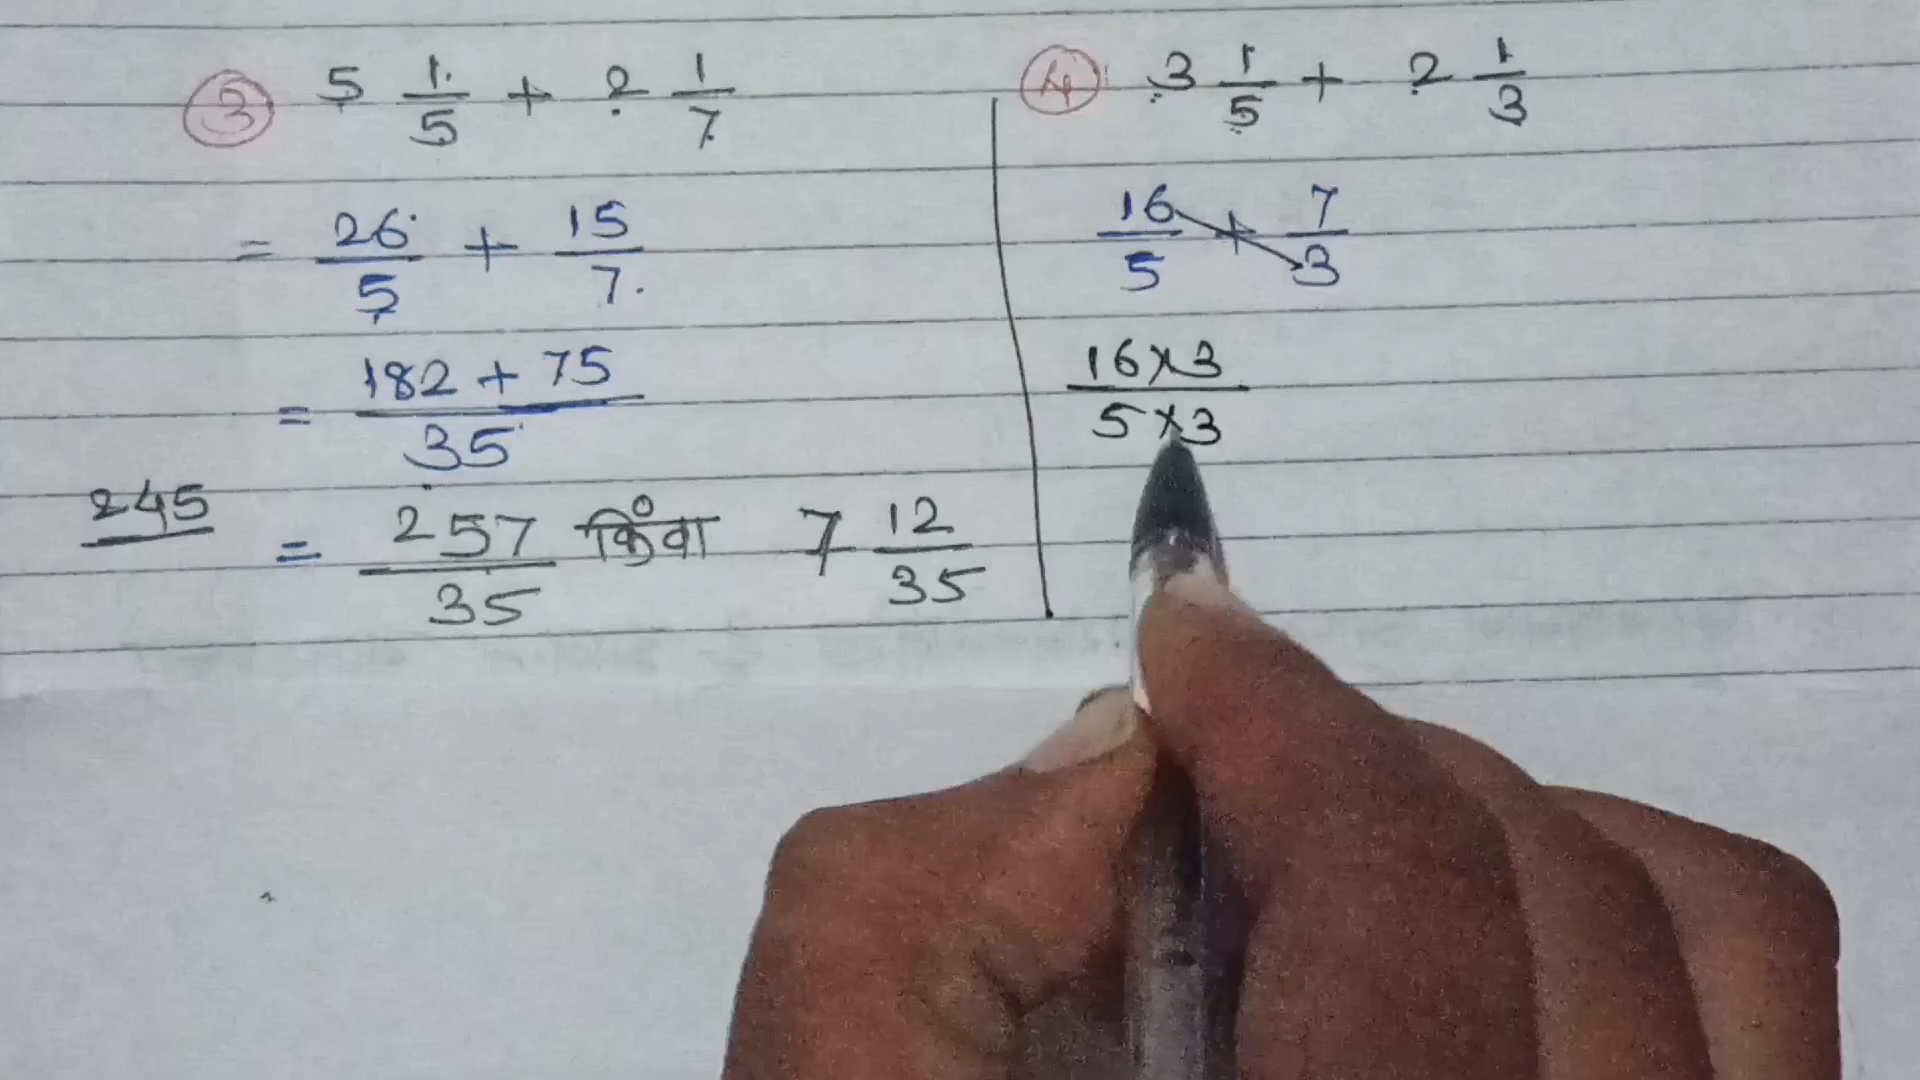 ③ 5 1/5 + 2 1/7
= 26/5 + 15/7
= (182 + 75)/35
245
= 257/35 किंवा 7 12/35
④ 3 1/5 + 2 1/3
16/5 + 7/3
(16×3)/(5×3)